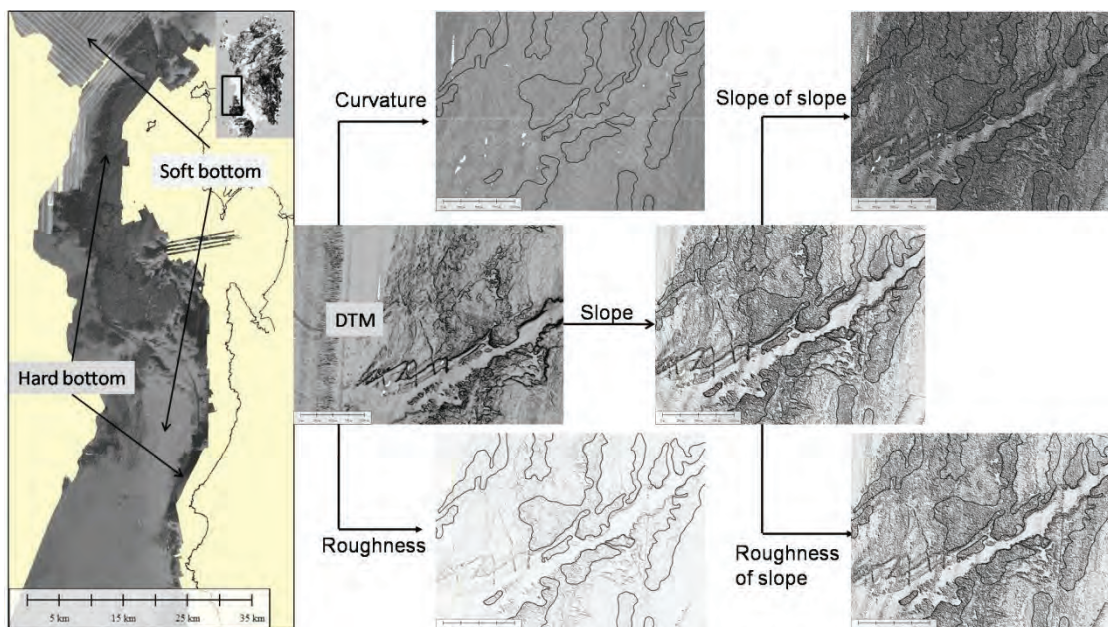 Soft bottom
Hard bottom
5 km 15 km 25 km 35 km
Curvature
Slope of slope
DTM
Slope
Roughness
Roughness
of slope